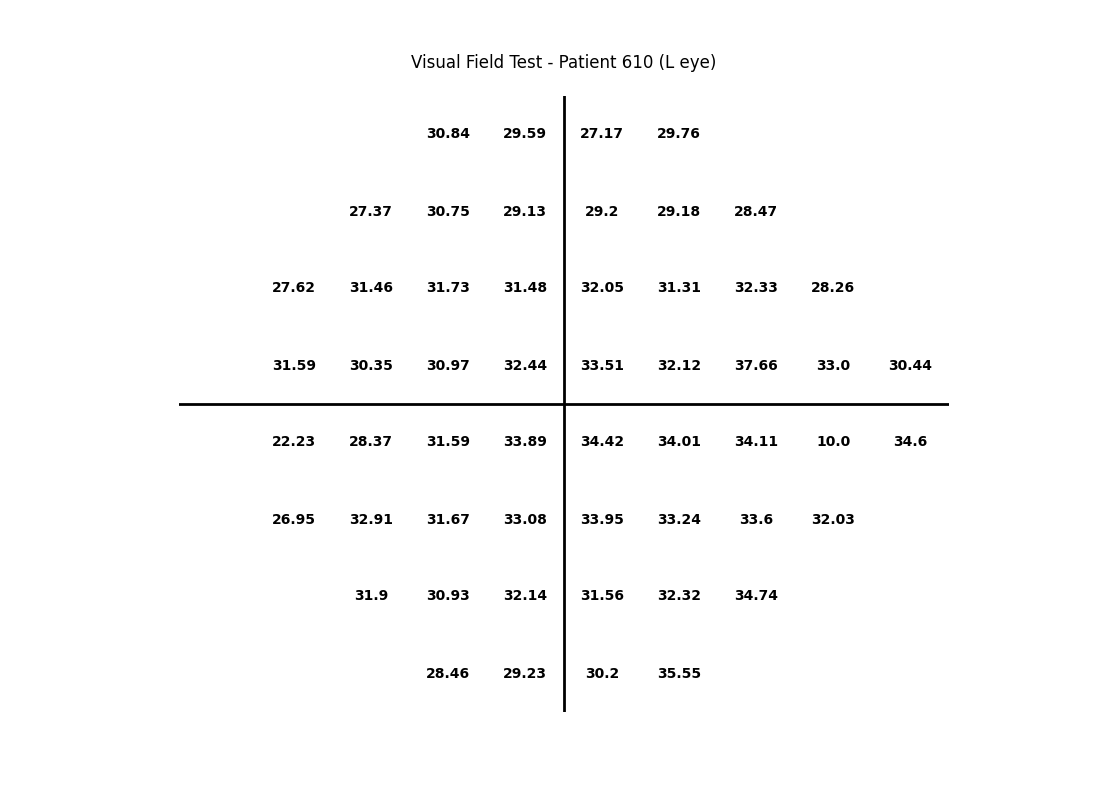 Visual Field Test - Patient 610 (L eye)
30.84 29.59 27.17 29.76
27.37 30.75 29.13 29.2 29.18 28.47
27.62 31.46 31.73 31.48 32.05 31.31 32.33 28.26
31.59 30.35 30.97 32.44 33.51 32.12 37.66 33.0 30.44
22.23 28.37 31.59 33.89 34.42 34.01 34.11 10.0 34.6
26.95 32.91 31.67 33.08 33.95 33.24 33.6 32.03
31.9 30.93 32.14 31.56 32.32 34.74
28.46 29.23 30.2 35.55